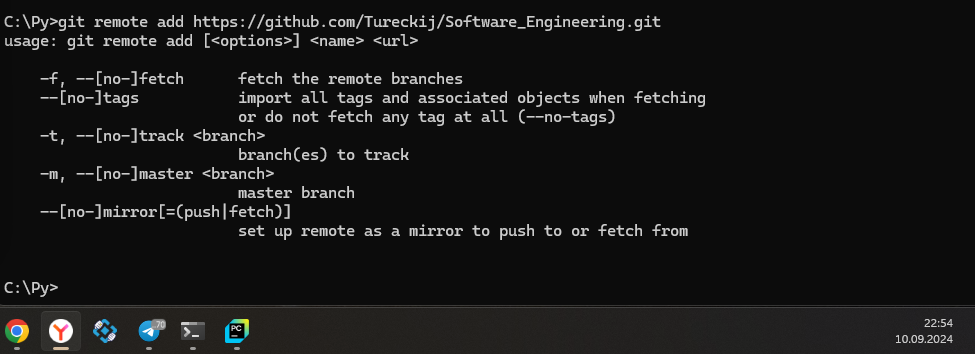 C:\Py>git remote add https://github.com/Tureckij/Software_Engineering.git
usage: git remote add [<options>] <name> <url>
-f, --[no-]fetch fetch the remote branches
--[no-]tags import all tags and associated objects when fetching
or do not fetch any tag at all (--no-tags)
-t, --[no-]track <branch>
branch(es) to track
-m, --[no-]master <branch>
master branch
--[no-]mirror[=(push|fetch)]
set up remote as a mirror to push to or fetch from
C:\Py>
70
PC
22:54
10.09.2024